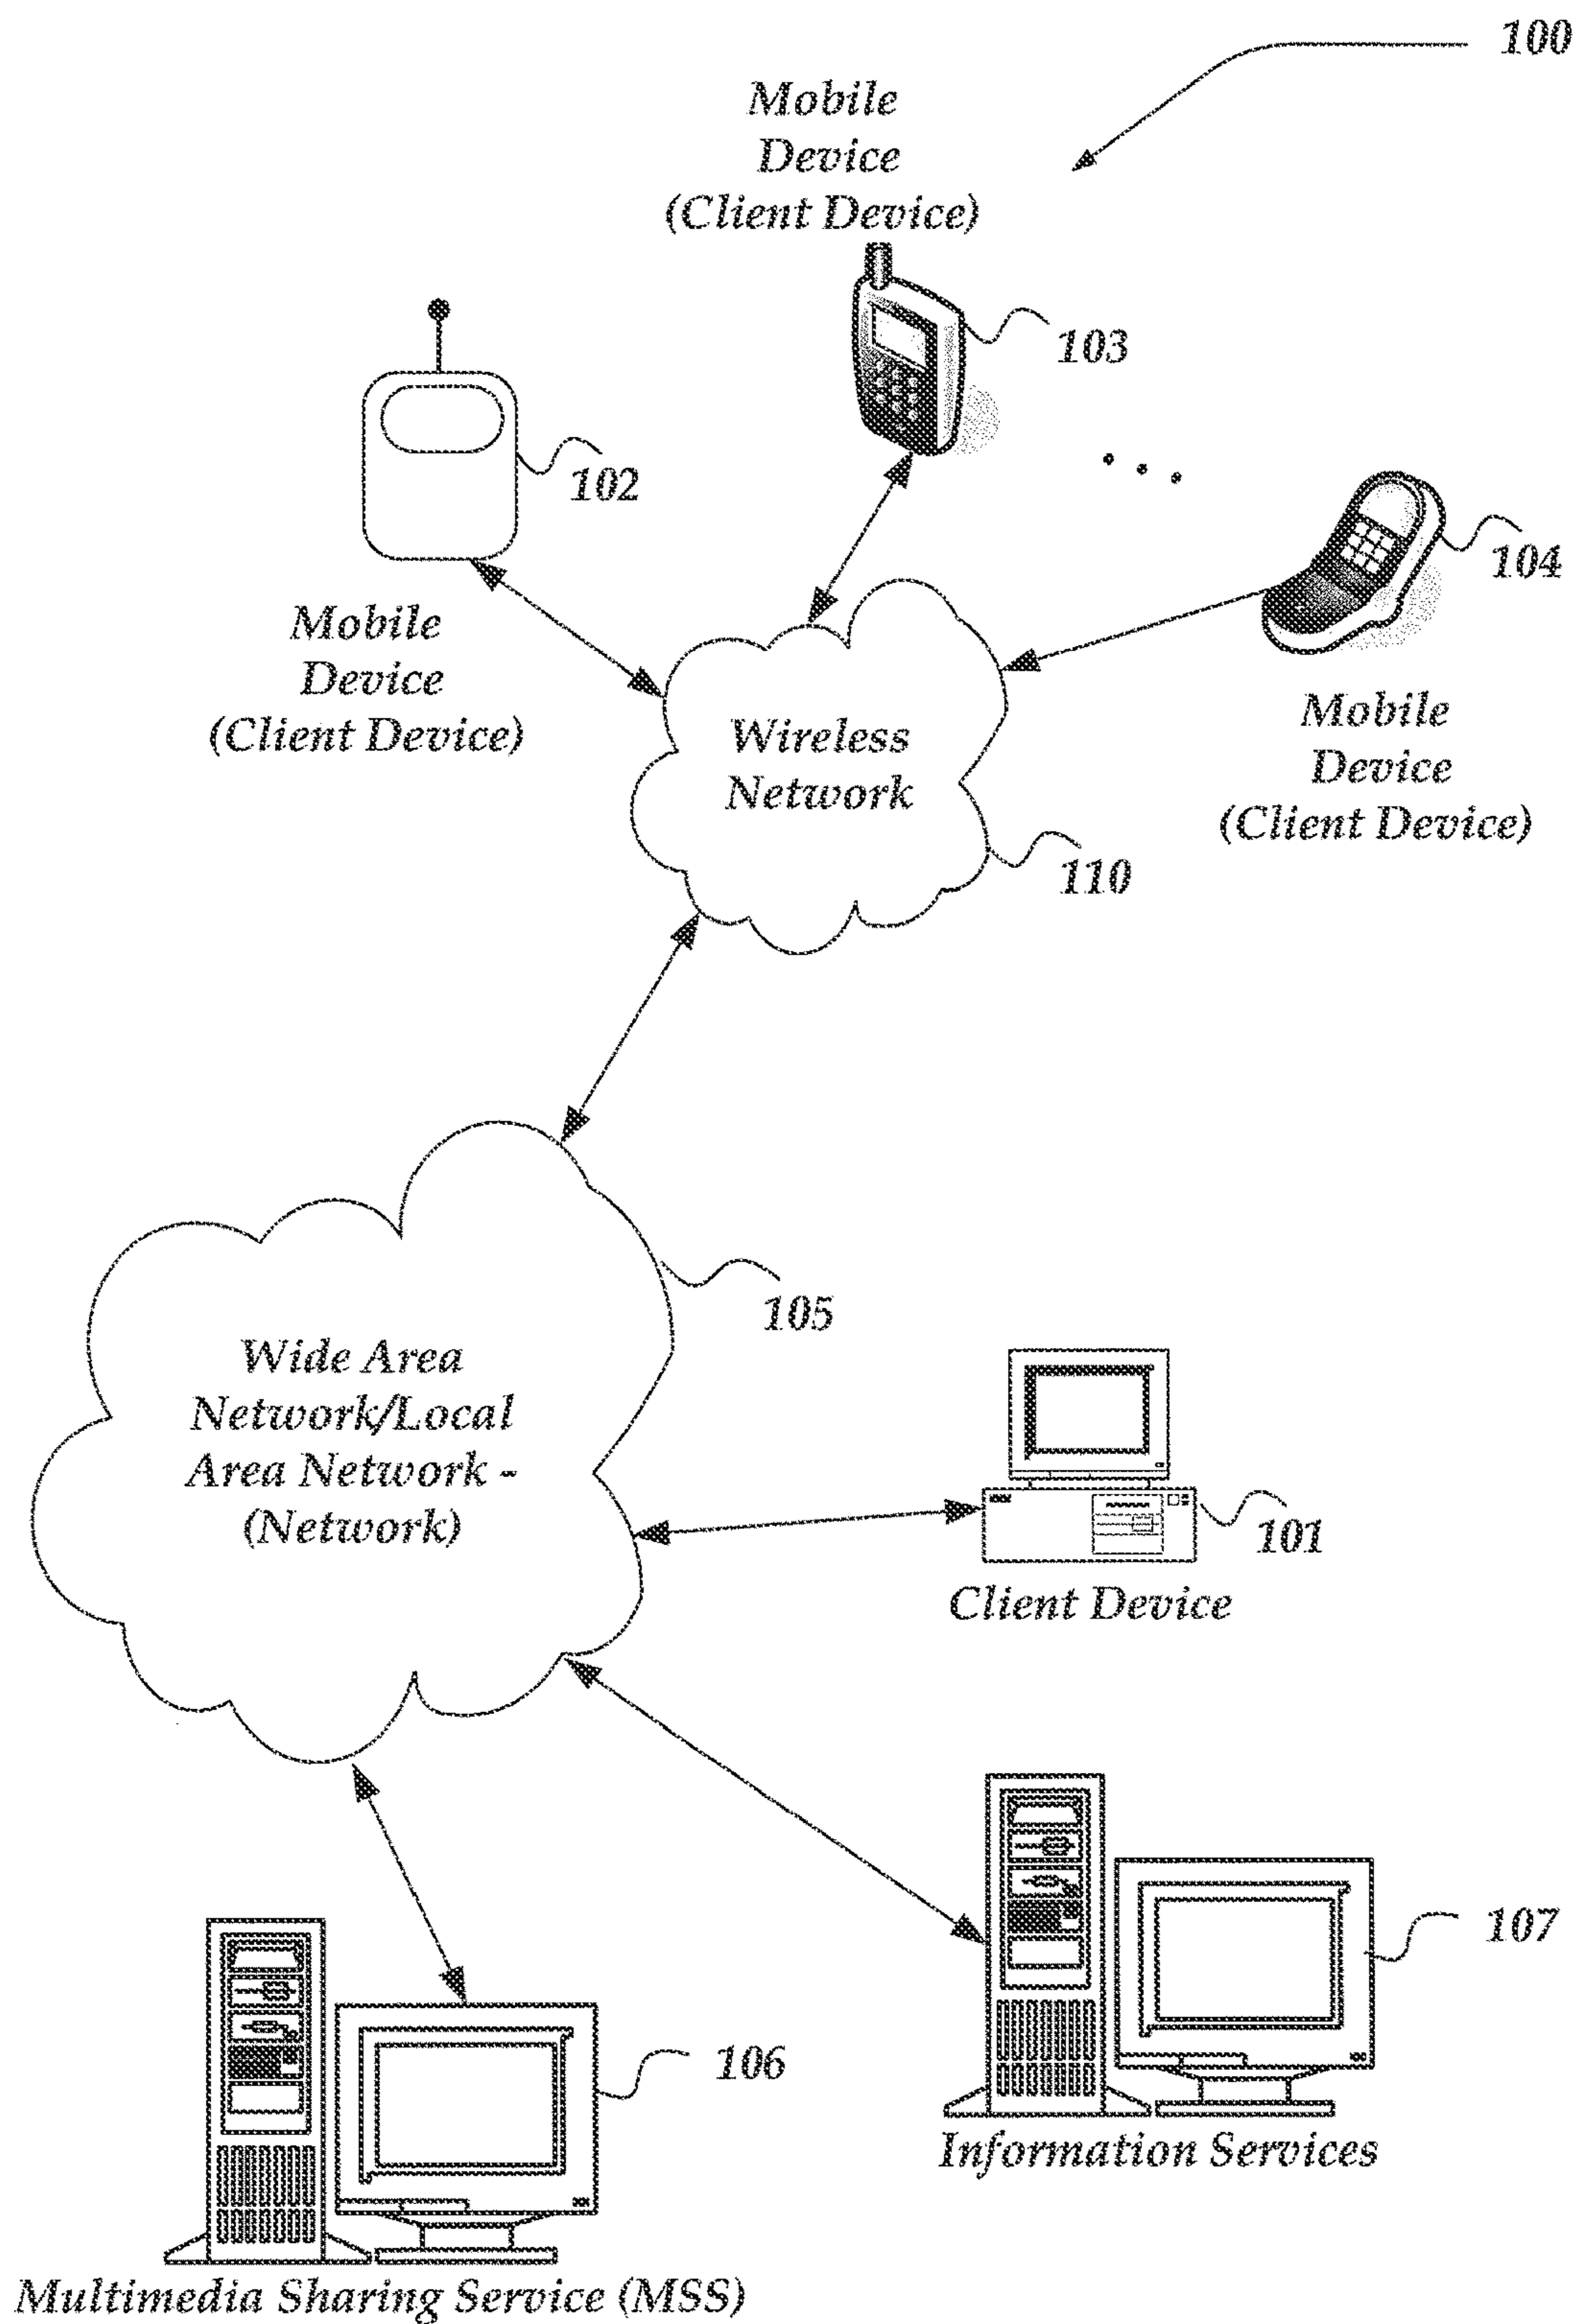 100
Mobile
Device
(Client Device)
103
102
104
Mobile
Device
(Client Device)
Mobile
Device
(Client Device)
Wireless
Network
110
105
Wide Area
Network/Local
Area Network -
(Network)
101
Client Device
107
106
Information Services
Multimedia Sharing Service (MSS)